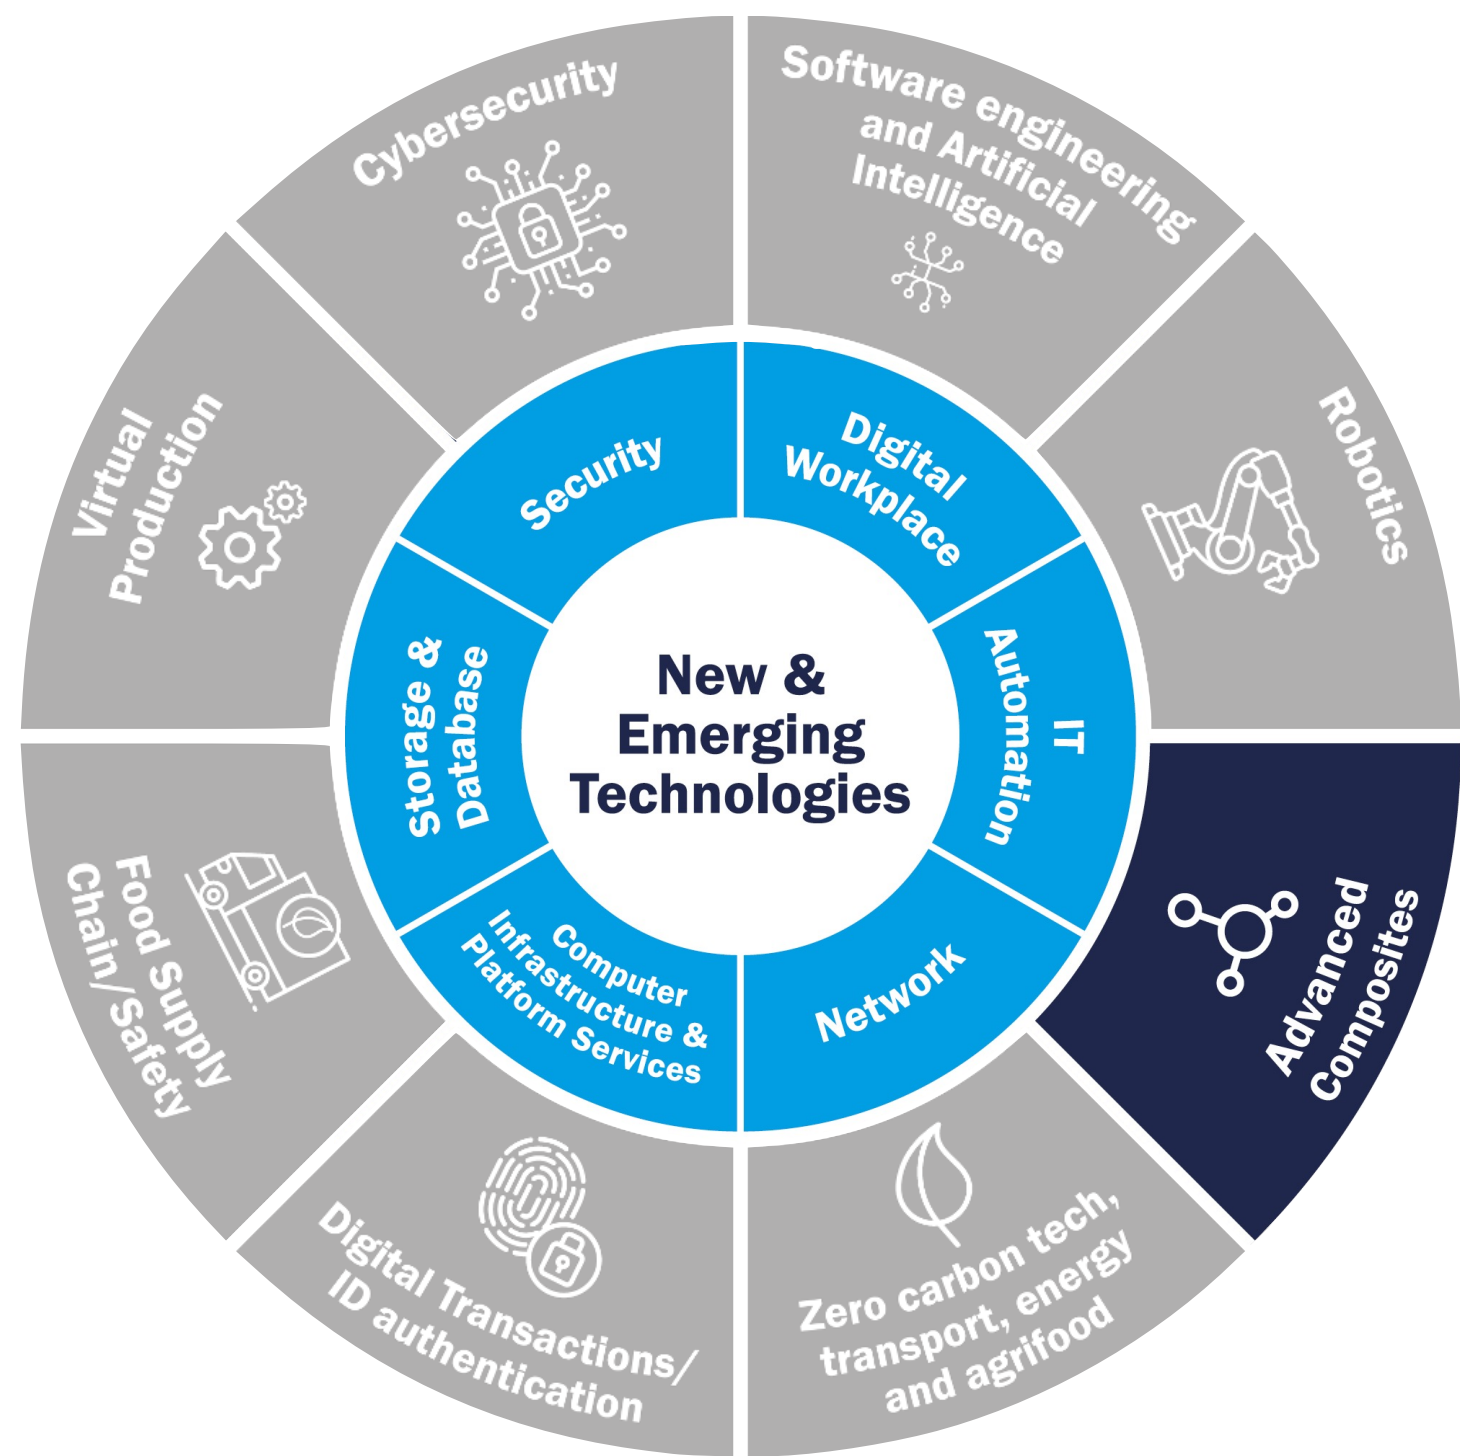 Cybersecurity
Software engineering
and Artificial
Intelligence
Robotics
Advanced
Composites
Zero carbon tech,
transport, energy
and agrifood
Digital Transactions/
ID authentication
Food Supply
Chain/Safety
Virtual
Production
Security
Digital
Workplace
IT
Automation
Network
Computer
Infrastructure &
Platform Services
Storage &
Database
New &
Emerging
Technologies